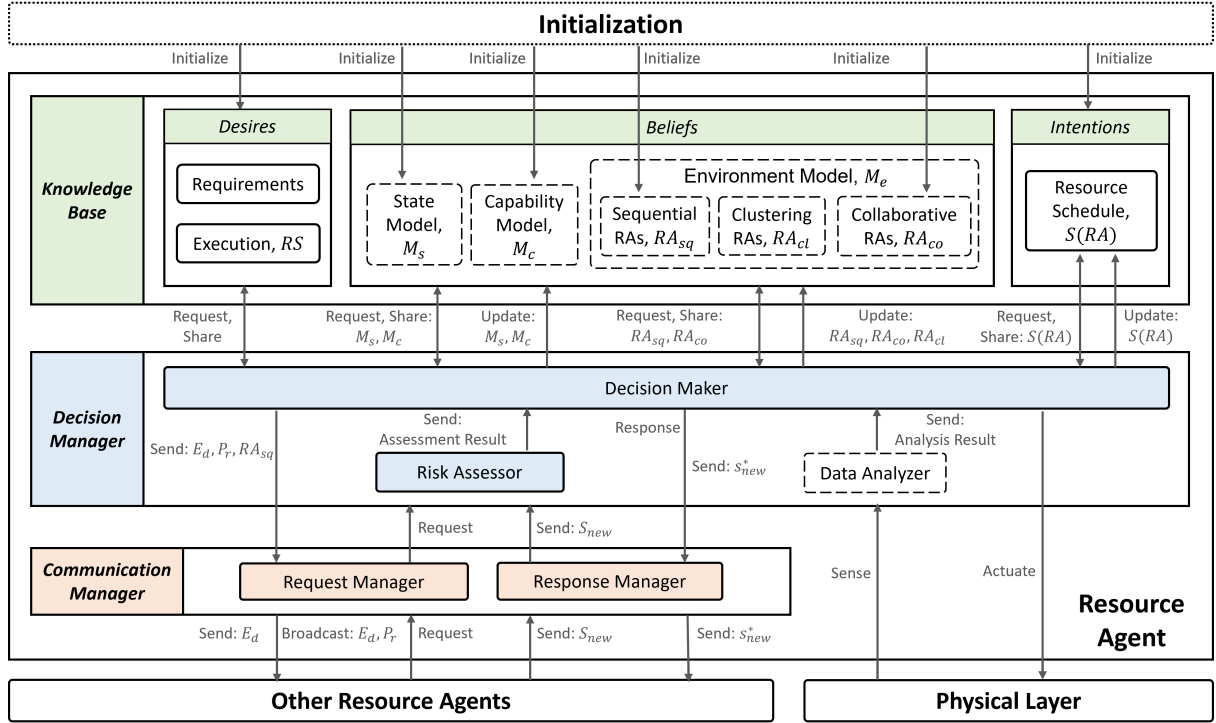 Initialization
Initialize
Initialize
Initialize
Initialize
Initialize
Initialize
Knowledge
Base
Desires
Requirements
Execution, RS
Beliefs
State
Model,
M_s
Capability
Model,
M_c
Environment Model, M_e
Sequential
RAs, RA_sq
Clustering
RAs, RA_cl
Collaborative
RAs, RA_co
Intentions
Resource
Schedule,
S(RA)
Request,
Share
Request, Share:
M_s, M_c
Update:
M_s, M_c
Request, Share:
RA_sq, RA_co
Update:
RA_sq, RA_co, RA_cl
Request,
Share: S(RA)
Update:
S(RA)
Decision
Manager
Decision Maker
Send: E_d, P_r, RA_sq
Send:
Assessment Result
Risk Assessor
Response
Send: s*_new
Send:
Analysis Result
Data Analyzer
Request
Send: S_new
Communication
Manager
Request Manager
Response Manager
Sense
Actuate
Resource
Agent
Send: E_d
Broadcast: E_d, P_r
Request
Send: S_new
Send: s*_new
Other Resource Agents
Physical Layer